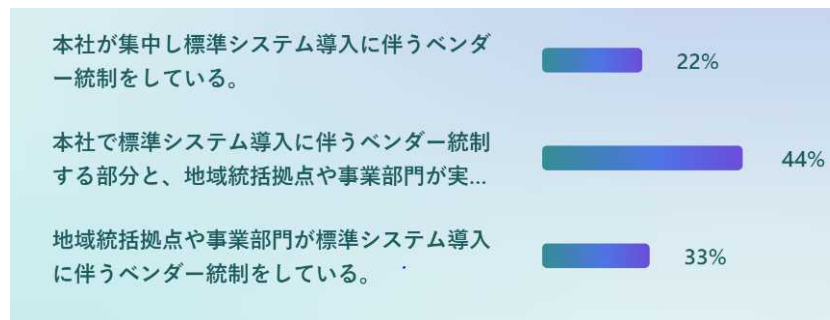 本社が集中し標準システム導入に伴うベンダ
ー統制をしている。
22%
本社で標準システム導入に伴うベンダー統制
する部分と、地域統括拠点や事業部門が実...
44%
地域統括拠点や事業部門が標準システム導入
に伴うベンダー統制をしている。
33%